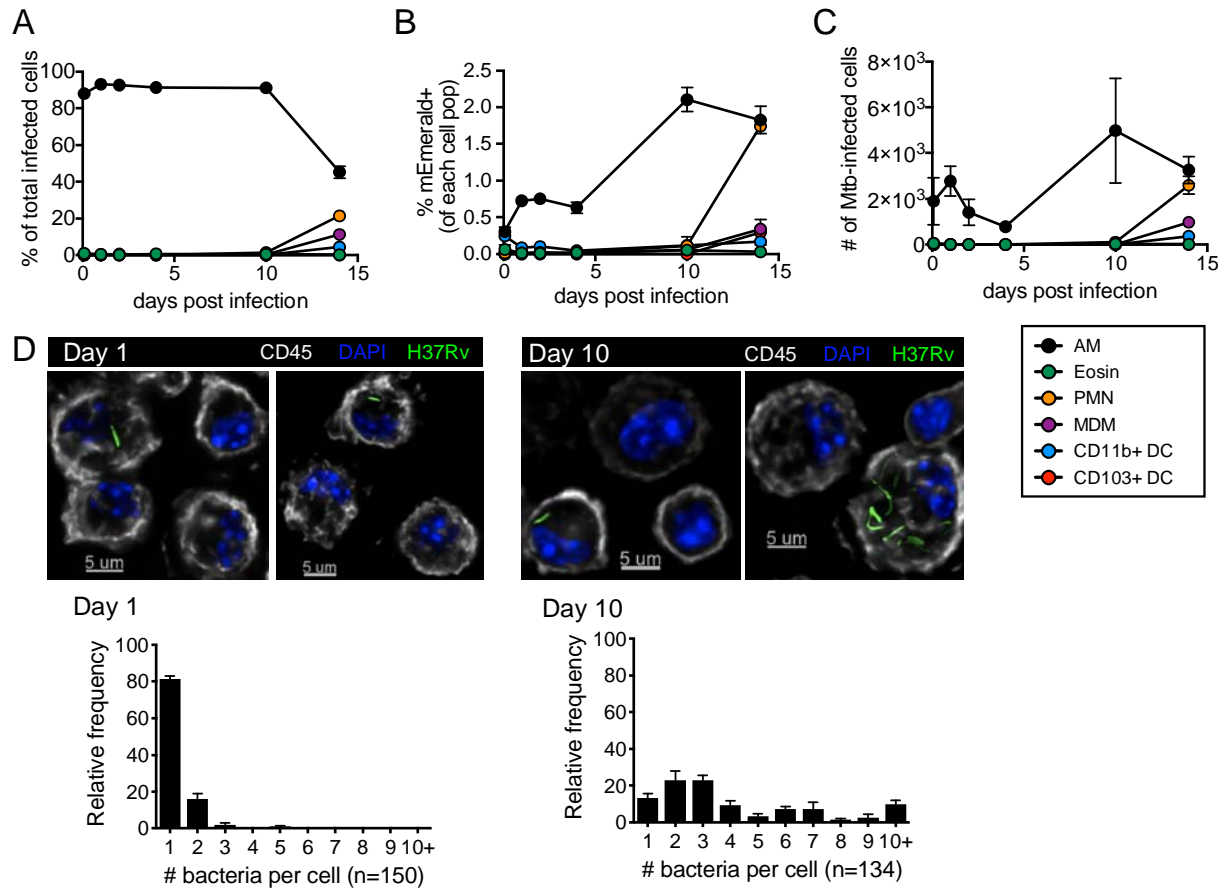 A
% of total infected cells
100
80
60
40
20
0
0 5 10 15
days post infection
B
% mEmerald+
(of each cell pop)
2.5
2.0
1.5
1.0
0.5
0.0
0 5 10 15
days post infection
C
# of Mtb-infected cells
8×10³
6×10³
4×10³
2×10³
0
0 5 10 15
days post infection
AM
Eosin
PMN
MDM
CD11b+ DC
CD103+ DC
D
Day 1 CD45 DAPI H37Rv
5 um
5 um
Day 10 CD45 DAPI H37Rv
5 um
5 um
Day 1
Relative frequency
100
80
60
40
20
0
1 2 3 4 5 6 7 8 9 10+
# bacteria per cell (n=150)
Day 10
Relative frequency
100
80
60
40
20
0
1 2 3 4 5 6 7 8 9 10+
# bacteria per cell (n=134)